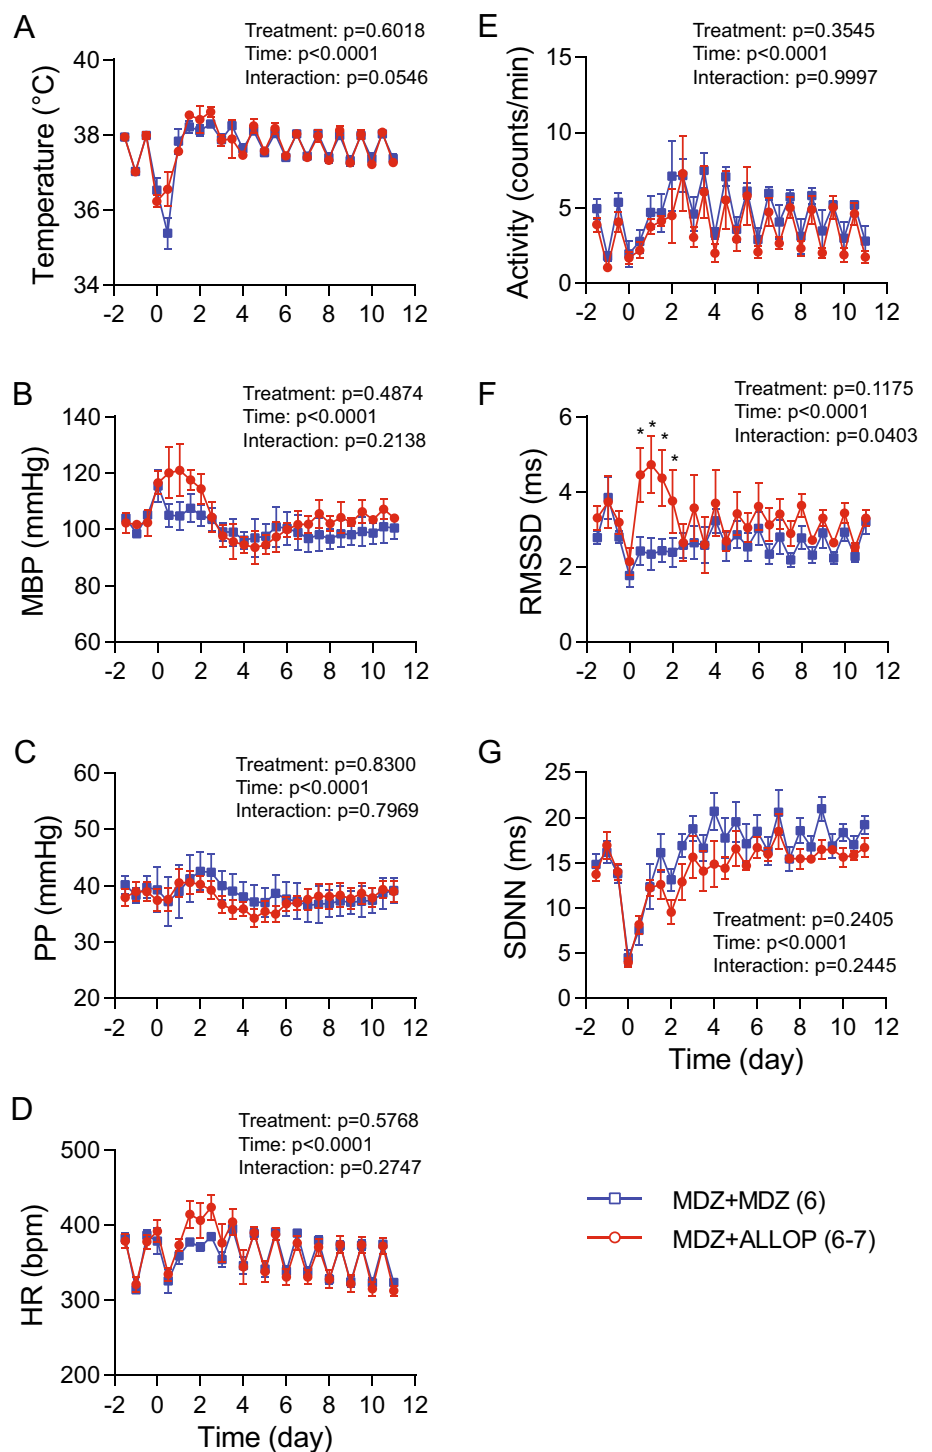 A
Treatment: p=0.6018
Time: p<0.0001
Interaction: p=0.0546
Temperature (°C)
40
38
36
34
-2 0 2 4 6 8 10 12
B
Treatment: p=0.4874
Time: p<0.0001
Interaction: p=0.2138
MBP (mmHg)
140
120
100
80
60
-2 0 2 4 6 8 10 12
C
Treatment: p=0.8300
Time: p<0.0001
Interaction: p=0.7969
PP (mmHg)
60
50
40
30
20
-2 0 2 4 6 8 10 12
D
Treatment: p=0.5768
Time: p<0.0001
Interaction: p=0.2747
HR (bpm)
500
400
300
200
-2 0 2 4 6 8 10 12
Time (day)
E
Treatment: p=0.3545
Time: p<0.0001
Interaction: p=0.9997
Activity (counts/min)
15
10
5
0
-2 0 2 4 6 8 10 12
F
Treatment: p=0.1175
Time: p<0.0001
Interaction: p=0.0403
RMSSD (ms)
6
4
2
0
* * * *
-2 0 2 4 6 8 10 12
G
SDNN (ms)
25
20
15
10
5
0
Treatment: p=0.2405
Time: p<0.0001
Interaction: p=0.2445
-2 0 2 4 6 8 10 12
Time (day)
MDZ+MDZ (6)
MDZ+ALLOP (6-7)